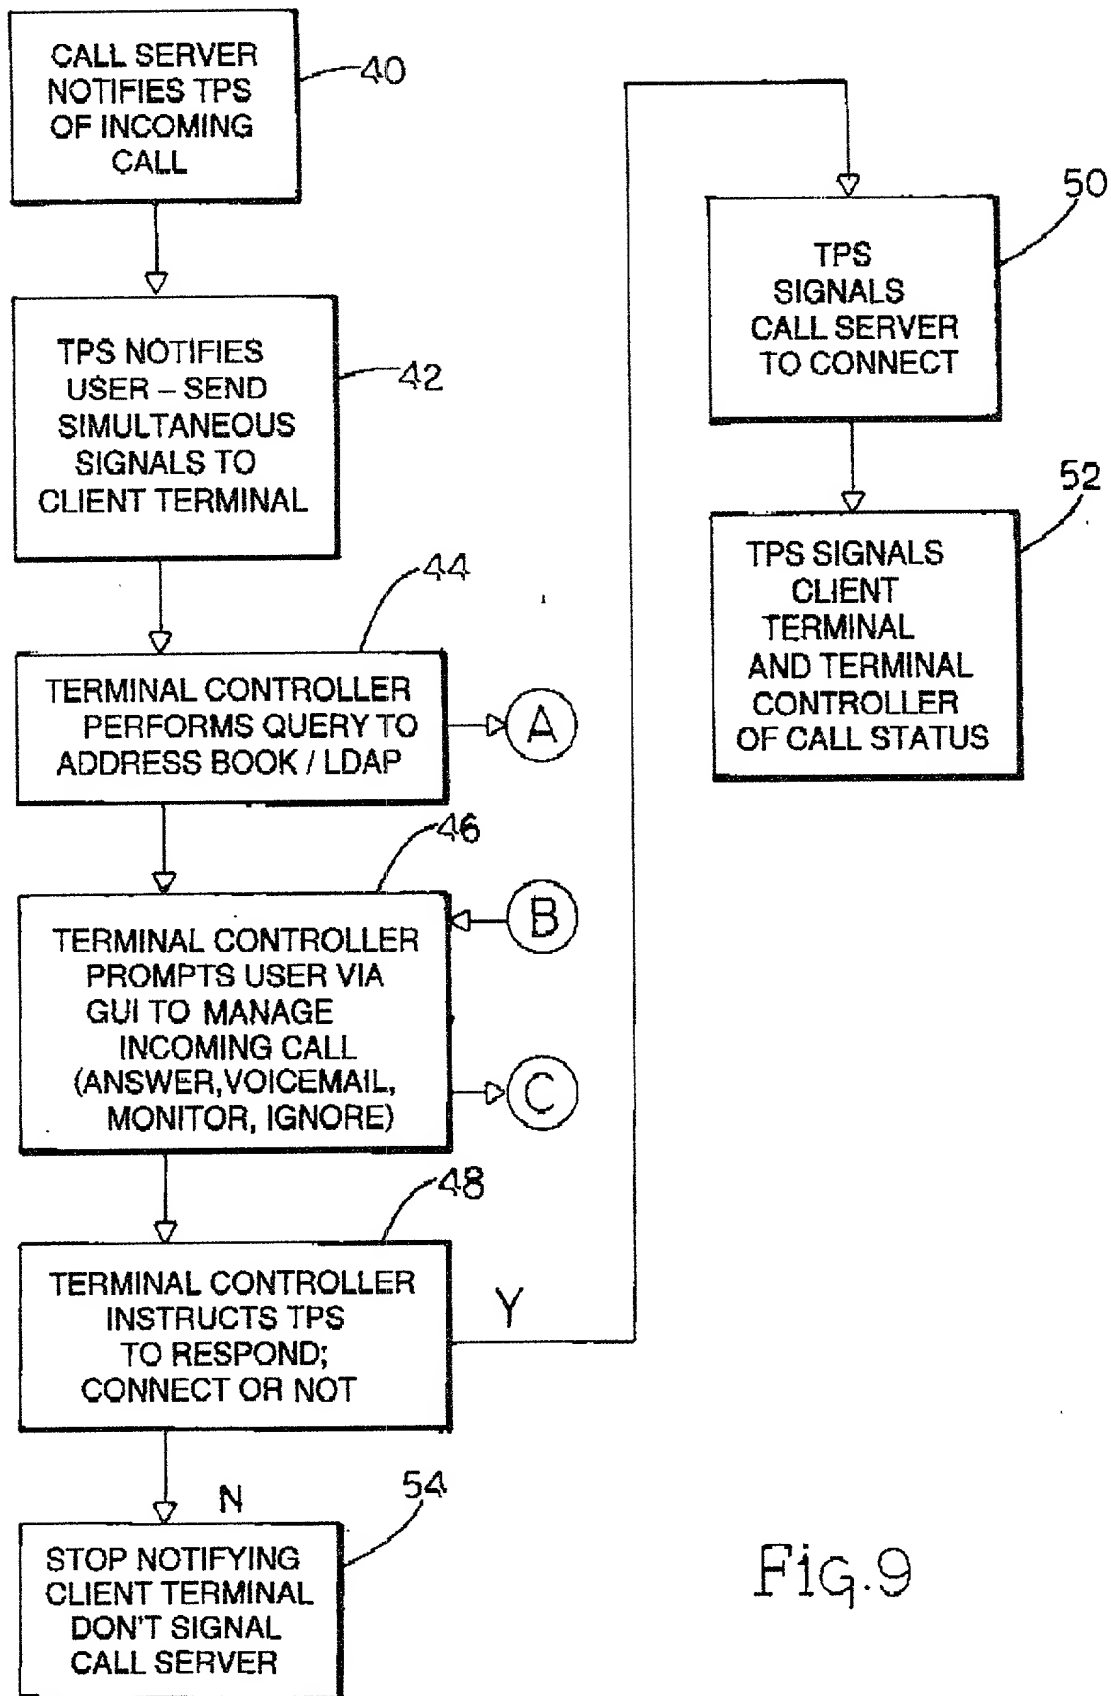 CALL SERVER
NOTIFIES TPS
OF INCOMING
CALL
40
TPS NOTIFIES
USER – SEND
SIMULTANEOUS
SIGNALS TO
CLIENT TERMINAL
42
44
TERMINAL CONTROLLER
PERFORMS QUERY TO
ADDRESS BOOK / LDAP
A
46
TERMINAL CONTROLLER
PROMPTS USER VIA
GUI TO MANAGE
INCOMING CALL
(ANSWER, VOICEMAIL,
MONITOR, IGNORE)
B
C
48
TERMINAL CONTROLLER
INSTRUCTS TPS
TO RESPOND;
CONNECT OR NOT
Y
N
54
STOP NOTIFYING
CLIENT TERMINAL
DON'T SIGNAL
CALL SERVER
50
TPS
SIGNALS
CALL SERVER
TO CONNECT
52
TPS SIGNALS
CLIENT
TERMINAL
AND TERMINAL
CONTROLLER
OF CALL STATUS
Fig.9